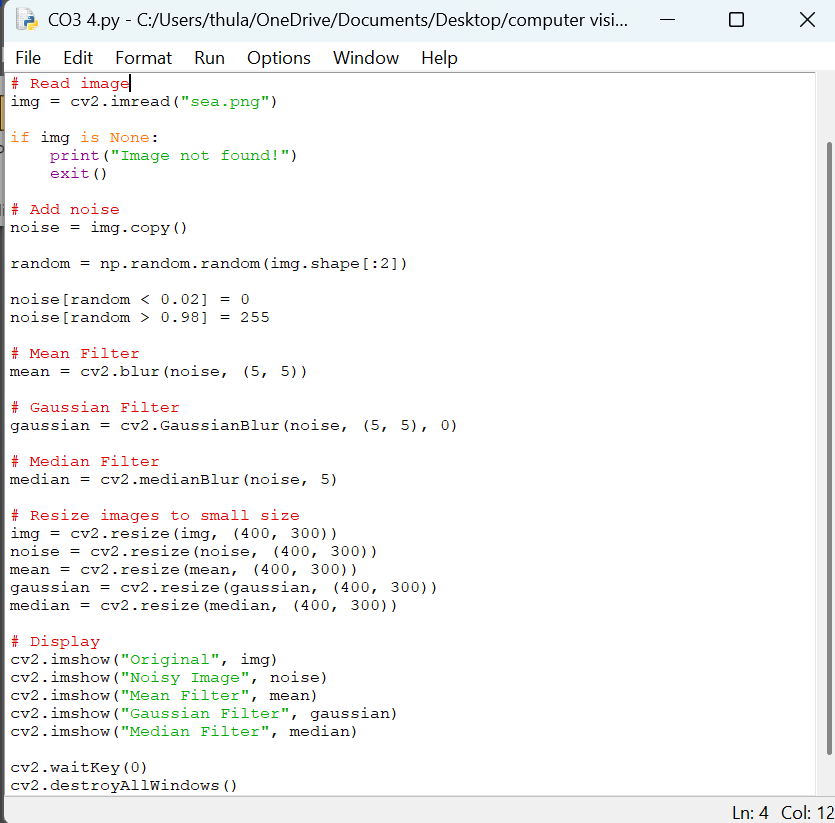 CO3 4.py - C:/Users/thula/OneDrive/Documents/Desktop/computer visi...
File Edit Format Run Options Window Help
# Read image
img = cv2.imread("sea.png")
if img is None:
    print("Image not found!")
    exit()
# Add noise
noise = img.copy()
random = np.random.random(img.shape[:2])
noise[random < 0.02] = 0
noise[random > 0.98] = 255
# Mean Filter
mean = cv2.blur(noise, (5, 5))
# Gaussian Filter
gaussian = cv2.GaussianBlur(noise, (5, 5), 0)
# Median Filter
median = cv2.medianBlur(noise, 5)
# Resize images to small size
img = cv2.resize(img, (400, 300))
noise = cv2.resize(noise, (400, 300))
mean = cv2.resize(mean, (400, 300))
gaussian = cv2.resize(gaussian, (400, 300))
median = cv2.resize(median, (400, 300))
# Display
cv2.imshow("Original", img)
cv2.imshow("Noisy Image", noise)
cv2.imshow("Mean Filter", mean)
cv2.imshow("Gaussian Filter", gaussian)
cv2.imshow("Median Filter", median)
cv2.waitKey(0)
cv2.destroyAllWindows()
Ln: 4 Col: 12